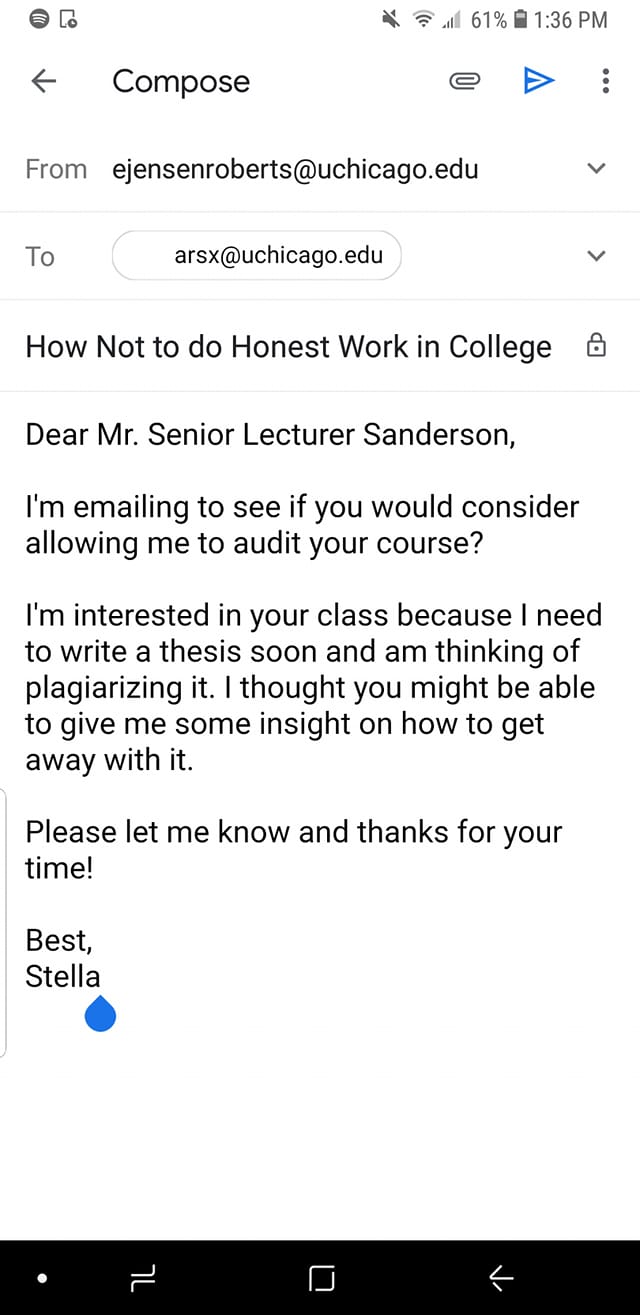 61% 1:36 PM
Compose
From ejensenroberts@uchicago.edu
To arsx@uchicago.edu
How Not to do Honest Work in College
Dear Mr. Senior Lecturer Sanderson,
I'm emailing to see if you would consider
allowing me to audit your course?
I'm interested in your class because I need
to write a thesis soon and am thinking of
plagiarizing it. I thought you might be able
to give me some insight on how to get
away with it.
Please let me know and thanks for your
time!
Best,
Stella